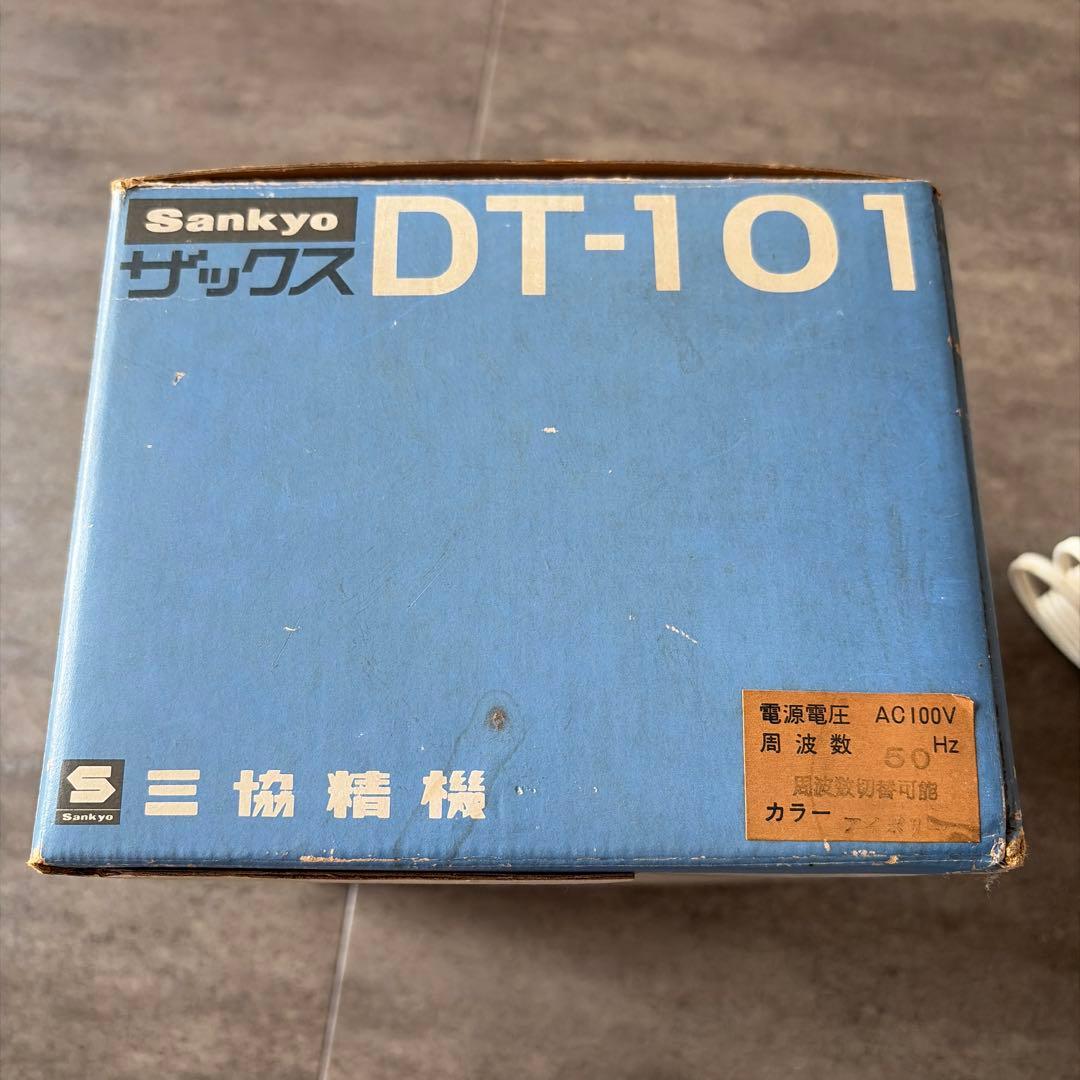 Sankyo
ザックス
DT-101
電源電圧 AC100V
周波数 50 Hz
周波数切替可能
カラー アイボリー
S
Sankyo
三協精機